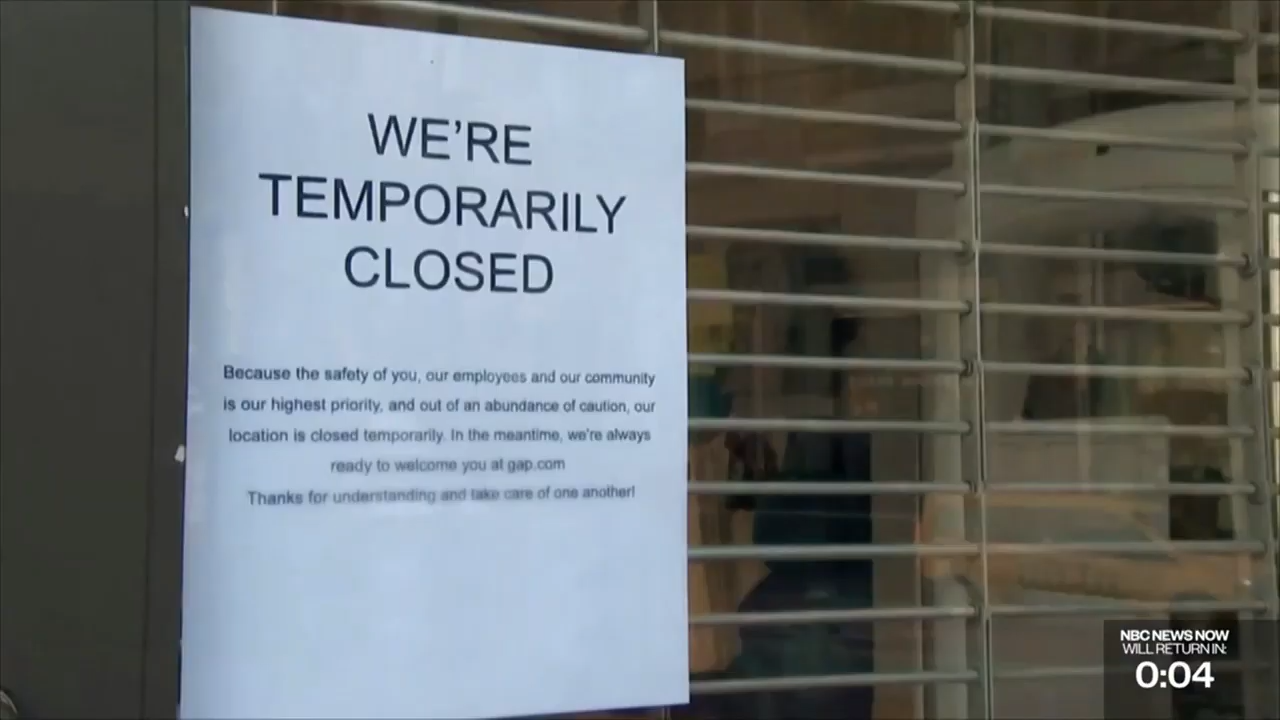 WE'RE
TEMPORARILY
CLOSED
Because the safety of you, our employees and our community
is our highest priority, and out of an abundance of caution, our
location is closed temporarily. In the meantime, we're always
ready to welcome you at gap.com
Thanks for understanding and take care of one another!
NBC NEWS NOW
WILL RETURN IN:
0:04